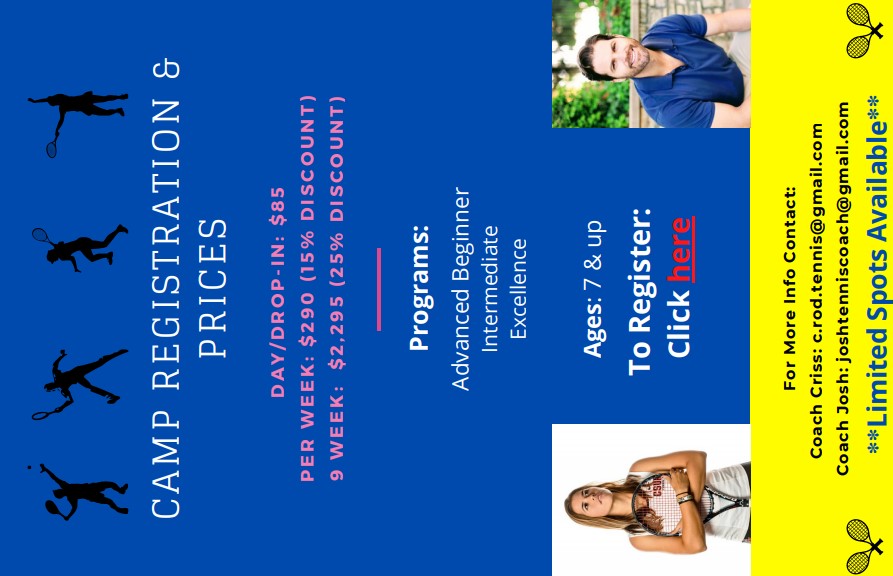 CAMP REGISTRATION &
PRICES
DAY/DROP-IN: $85
PER WEEK: $290 (15% DISCOUNT)
9 WEEK: $2,295 (25% DISCOUNT)
Programs:
Advanced Beginner
Intermediate
Excellence
Ages: 7 & up
To Register:
Click here
For More Info Contact:
Coach Criss: c.rod.tennis@gmail.com
Coach Josh: joshtenniscoach@gmail.com
**Limited Spots Available**